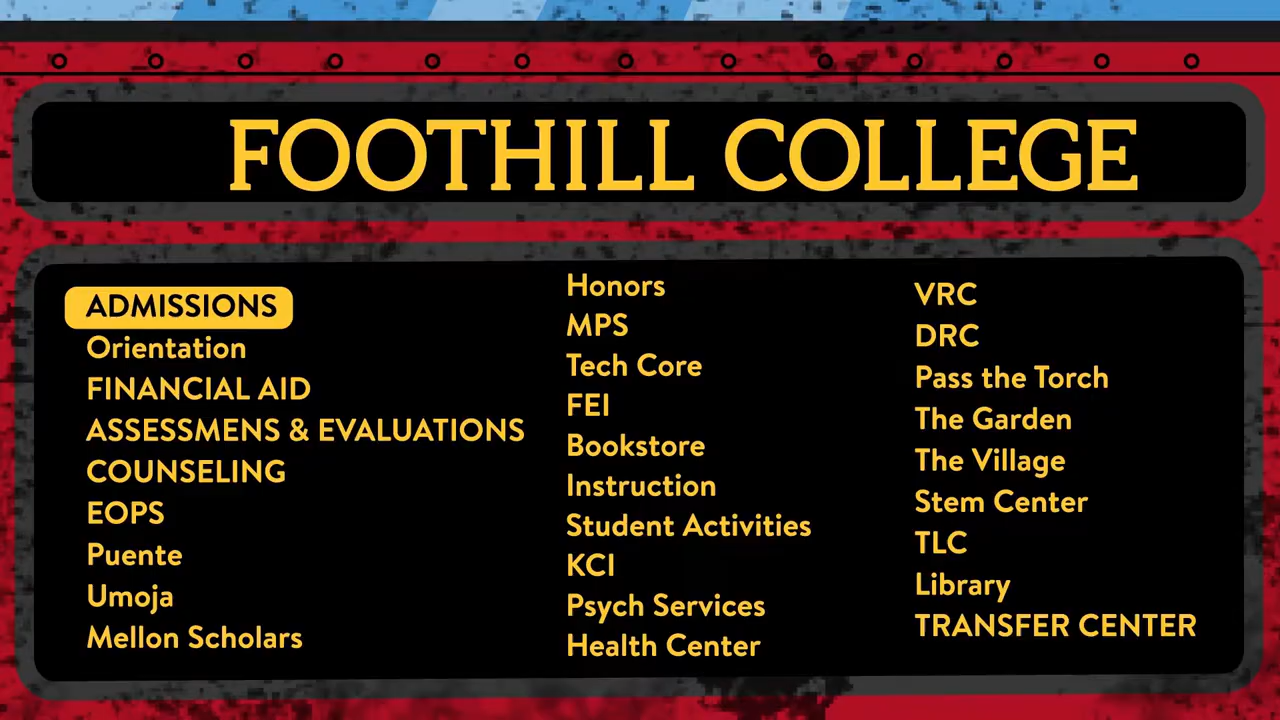 FOOTHILL COLLEGE
ADMISSIONS
Orientation
FINANCIAL AID
ASSESSMENS & EVALUATIONS
COUNSELING
EOPS
Puente
Umoja
Mellon Scholars
Honors
MPS
Tech Core
FEI
Bookstore
Instruction
Student Activities
KCI
Psych Services
Health Center
VRC
DRC
Pass the Torch
The Garden
The Village
Stem Center
TLC
Library
TRANSFER CENTER